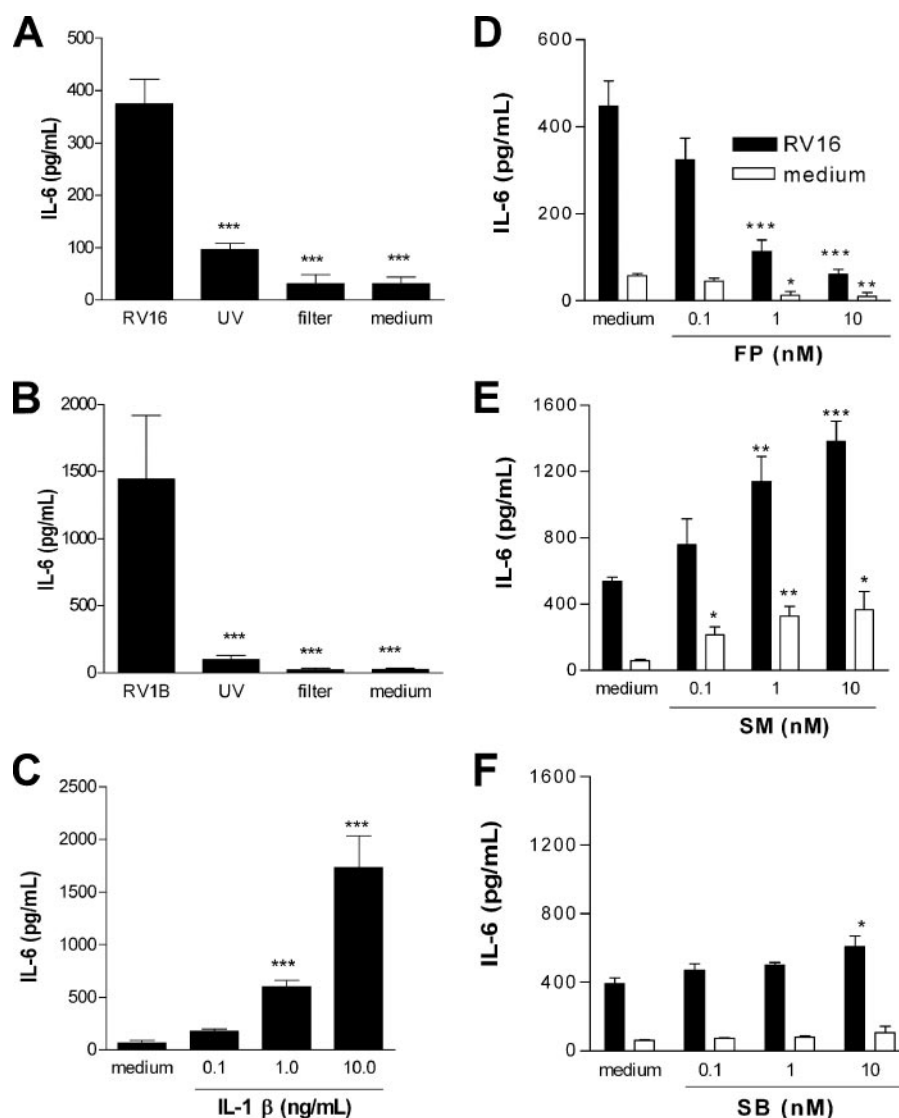 A
IL-6 (pg/mL)
500
400
300
200
100
0
***
***
***
RV16 UV filter medium
B
IL-6 (pg/mL)
2000
1500
1000
500
0
***
***
***
RV1B UV filter medium
C
IL-6 (pg/mL)
2500
2000
1500
1000
500
0
***
***
medium 0.1 1.0 10.0
IL-1 β (ng/mL)
D
IL-6 (pg/mL)
600
400
200
0
RV16
medium
***
*
***
**
medium 0.1 1 10
FP (nM)
E
IL-6 (pg/mL)
1600
1200
800
400
0
*
**
**
***
*
medium 0.1 1 10
SM (nM)
F
IL-6 (pg/mL)
1600
1200
800
400
0
*
medium 0.1 1 10
SB (nM)